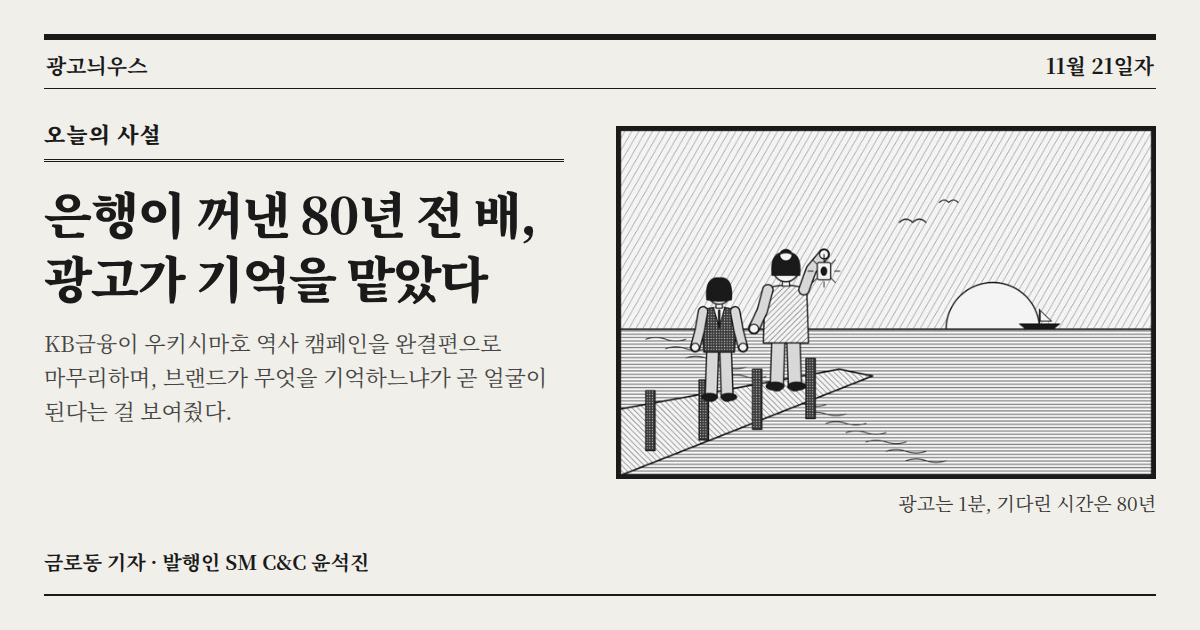 광고늬우스
11월 21일자
오늘의 사설
은행이 꺼낸 80년 전 배,
광고가 기억을 맡았다
KB금융이 우키시마호 역사 캠페인을 완결편으로
마무리하며, 브랜드가 무엇을 기억하느냐가 곧 얼굴이
된다는 걸 보여줬다.
광고는 1분, 기다린 시간은 80년
금로동 기자 · 발행인 SM C&C 윤석진